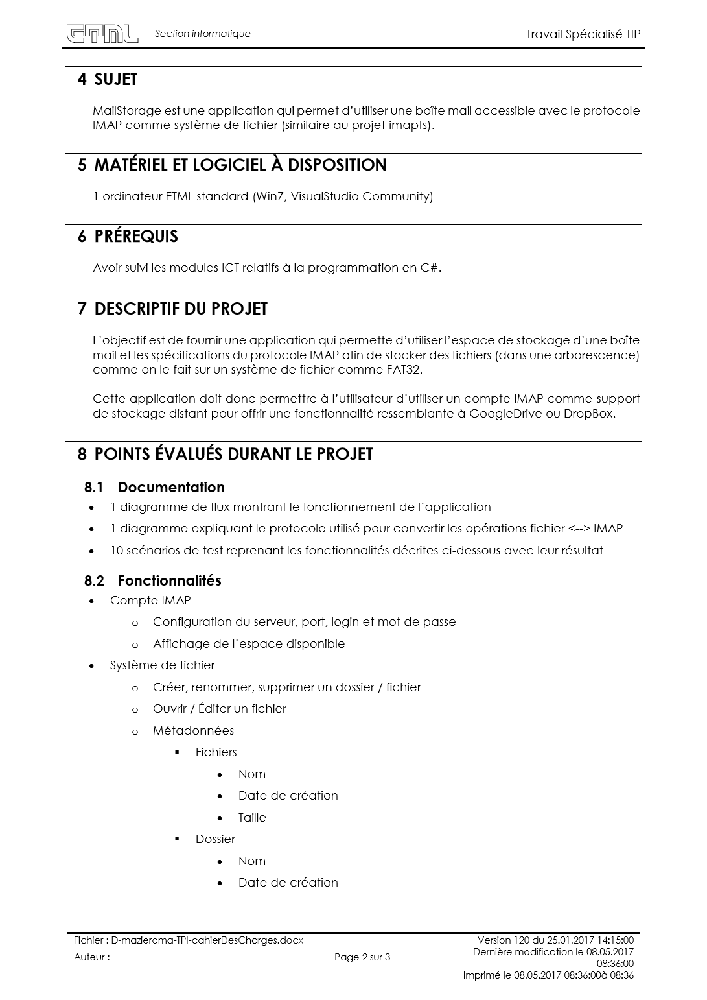 ETML Section informatique Travail Spécialisé TIP
4 SUJET
MailStorage est une application qui permet d’utiliser une boîte mail accessible avec le protocole
IMAP comme système de fichier (similaire au projet imapfs).
5 MATÉRIEL ET LOGICIEL À DISPOSITION
1 ordinateur ETML standard (Win7, VisualStudio Community)
6 PRÉREQUIS
Avoir suivi les modules ICT relatifs à la programmation en C#.
7 DESCRIPTIF DU PROJET
L’objectif est de fournir une application qui permette d’utiliser l’espace de stockage d’une boîte
mail et les spécifications du protocole IMAP afin de stocker des fichiers (dans une arborescence)
comme on le fait sur un système de fichier comme FAT32.
Cette application doit donc permettre à l’utilisateur d’utiliser un compte IMAP comme support
de stockage distant pour offrir une fonctionnalité ressemblante à GoogleDrive ou DropBox.
8 POINTS ÉVALUÉS DURANT LE PROJET
8.1 Documentation
• 1 diagramme de flux montrant le fonctionnement de l’application
• 1 diagramme expliquant le protocole utilisé pour convertir les opérations fichier <--> IMAP
• 10 scénarios de test reprenant les fonctionnalités décrites ci-dessous avec leur résultat
8.2 Fonctionnalités
• Compte IMAP
o Configuration du serveur, port, login et mot de passe
o Affichage de l’espace disponible
• Système de fichier
o Créer, renommer, supprimer un dossier / fichier
o Ouvrir / Éditer un fichier
o Métadonnées
▪ Fichiers
• Nom
• Date de création
• Taille
▪ Dossier
• Nom
• Date de création
Fichier : D-mazieroma-TPI-cahierDesCharges.docx Version 120 du 25.01.2017 14:15:00
Auteur : Page 2 sur 3 Dernière modification le 08.05.2017
08:36:00
Imprimé le 08.05.2017 08:36:00à 08:36